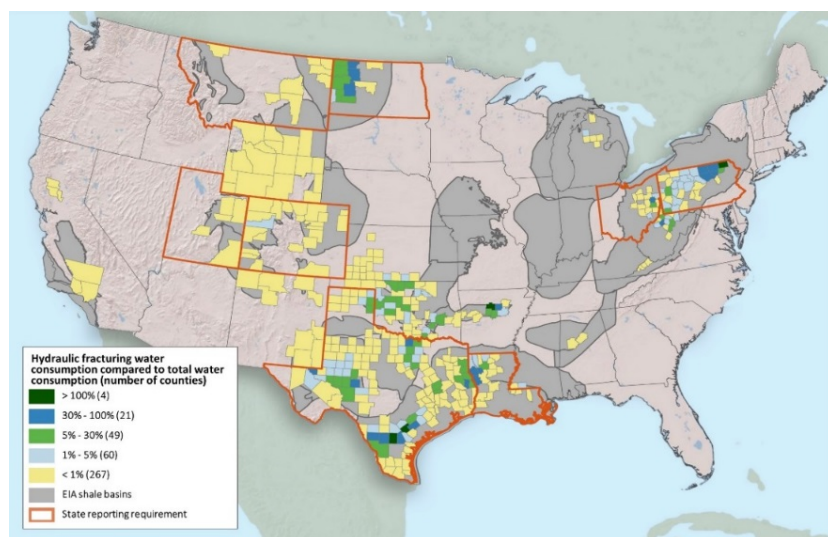 Hydraulic fracturing water
consumption compared to total water
consumption (number of counties)
> 100% (4)
30% - 100% (21)
5% - 30% (49)
1% - 5% (60)
< 1% (267)
EIA shale basins
State reporting requirement